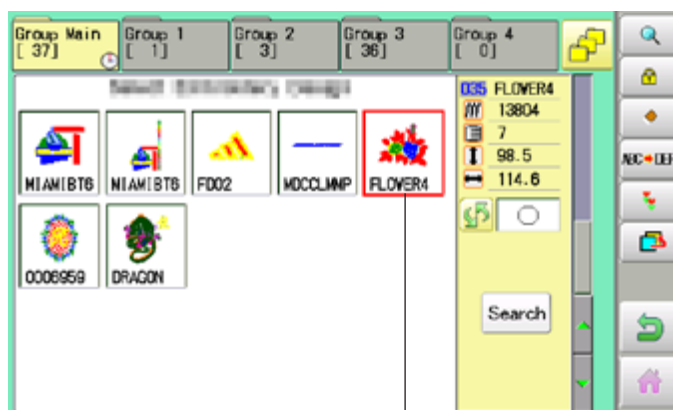 Group Main
[ 37]
Group 1
[ 1]
Group 2
[ 3]
Group 3
[ 36]
Group 4
[ 0]
035 FLOWER4
13804
7
98.5
114.6
MIAMIBT6
MIAMIBT6
FD02
MDCCLMNP
FLOWER4
0006959
DRAGON
Search